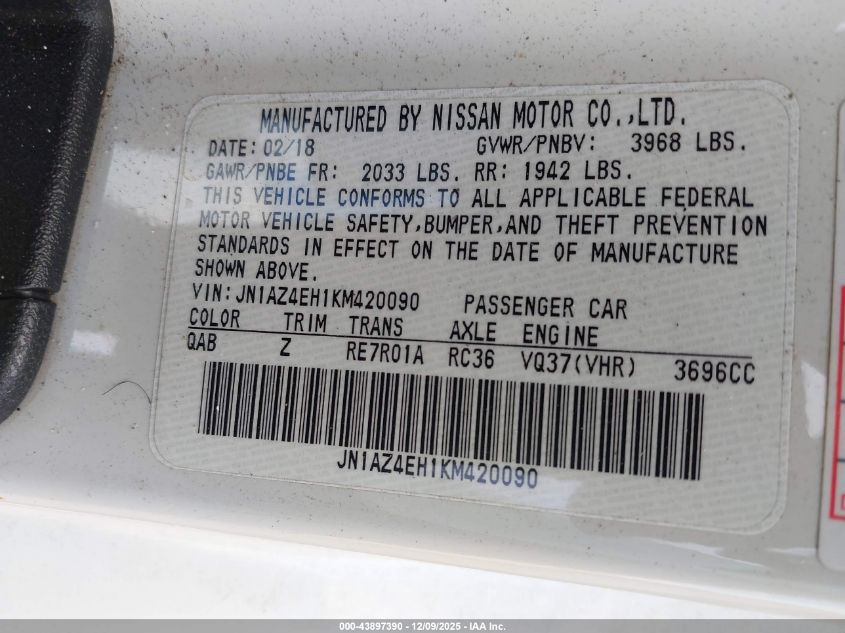 MANUFACTURED BY NISSAN MOTOR CO.,LTD.
DATE:02/18 GVWR/PNBV: 3968 LBS.
GAWR/PNBE FR: 2033 LBS. RR: 1942 LBS.
THIS VEHICLE CONFORMS TO ALL APPLICABLE FEDERAL
MOTOR VEHICLE SAFETY,BUMPER,AND THEFT PREVENTION
STANDARDS IN EFFECT ON THE DATE OF MANUFACTURE
SHOWN ABOVE.
VIN:JN1AZ4EH1KM420090 PASSENGER CAR
COLOR TRIM TRANS AXLE ENGINE
QAB Z RE7R01A RC36 VQ37(VHR) 3696CC
JN1AZ4EH1KM420090
000-43897390 - 12/09/2025 - IAA Inc.